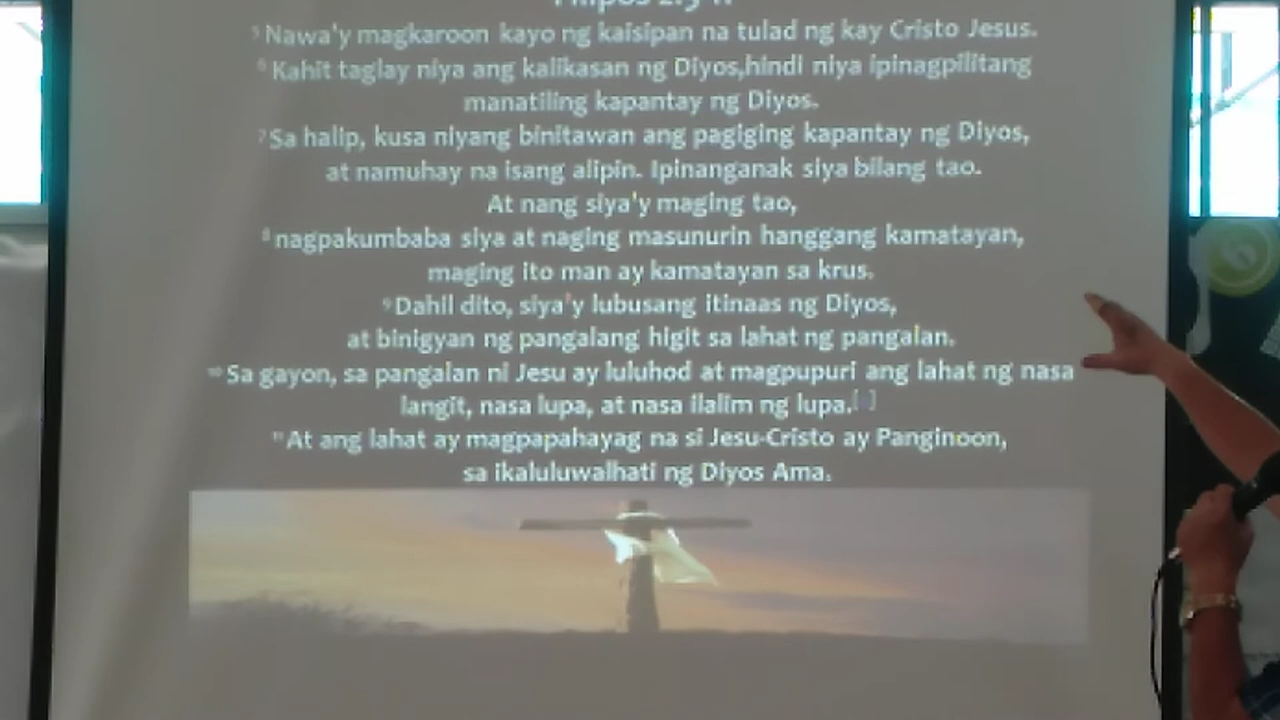 Filipos 2:5-11
⁵ Nawa'y magkaroon kayo ng kaisipan na tulad ng kay Cristo Jesus.
⁶ Kahit taglay niya ang kalikasan ng Diyos,hindi niya ipinagpilitang
manatiling kapantay ng Diyos.
⁷ Sa halip, kusa niyang binitawan ang pagiging kapantay ng Diyos,
at namuhay na isang alipin. Ipinanganak siya bilang tao.
At nang siya'y maging tao,
⁸ nagpakumbaba siya at naging masunurin hanggang kamatayan,
maging ito man ay kamatayan sa krus.
⁹ Dahil dito, siya'y lubusang itinaas ng Diyos,
at binigyan ng pangalang higit sa lahat ng pangalan.
¹⁰ Sa gayon, sa pangalan ni Jesu ay luluhod at magpupuri ang lahat ng nasa
langit, nasa lupa, at nasa ilalim ng lupa.
¹¹ At ang lahat ay magpapahayag na si Jesu-Cristo ay Panginoon,
sa ikaluluwalhati ng Diyos Ama.